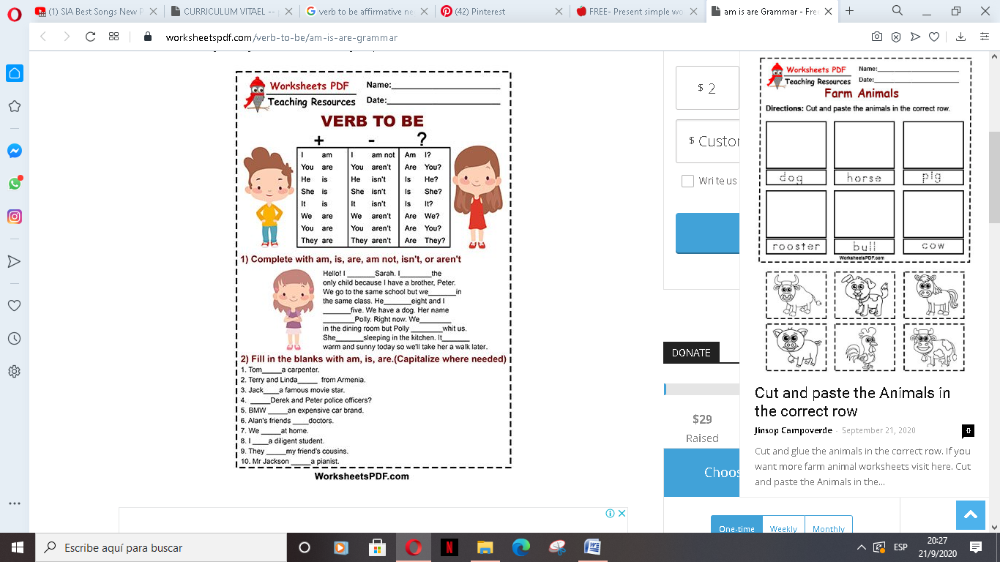 (1) SIA Best Songs New P
CURRICULUM VITAEL --
verb to be affirmative ne
(42) Pinterest
FREE- Present simple wo
am is are Grammar - Fre
worksheetspdf.com/verb-to-be/am-is-are-grammar
Worksheets PDF
Teaching Resources
Name:
Date:
VERB TO BE
+ - ?
I am I am not Am I?
You are You aren't Are You?
He is He isn't Is He?
She is She isn't Is She?
It is It isn't Is It?
We are We aren't Are We?
You are You aren't Are You?
They are They aren't Are They?
1) Complete with am, is, are, am not, isn't, or aren't
Hello! I_______Sarah. I________the
only child because I have a brother, Peter.
We go to the same school but we_______in
the same class. He_______eight and I
_______five. We have a dog. Her name
________Polly. Right now. We________
in the dining room but Polly ________whit us.
She_______sleeping in the kitchen. It_______
warm and sunny today so we'll take her a walk later.
2) Fill in the blanks with am, is, are.(Capitalize where needed)
1. Tom_____a carpenter.
2. Terry and Linda_____ from Armenia.
3. Jack____a famous movie star.
4. _____Derek and Peter police officers?
5. BMW _____an expensive car brand.
6. Alan's friends ____doctors.
7. We _____at home.
8. I ____a diligent student.
9. They _____my friend's cousins.
10. Mr Jackson _____a pianist.
WorksheetsPDF.com
$ 2
$ Custor
Write us
DONATE
$29
Raised
Choos
One-time
Weekly
Monthly
Worksheets PDF
Teaching Resources
Name:
Date:
Farm Animals
Directions: Cut and paste the animals in the correct row.
dog horse pig
rooster bull cow
WorksheetsPDF.com
Cut and paste the Animals in
the correct row
Jinsop Campoverde - September 21, 2020
0
Cut and glue the animals in the correct row. If you
want more farm animal worksheets visit here. Cut
and paste the Animals in the...
Escribe aquí para buscar
ESP
20:27
21/9/2020